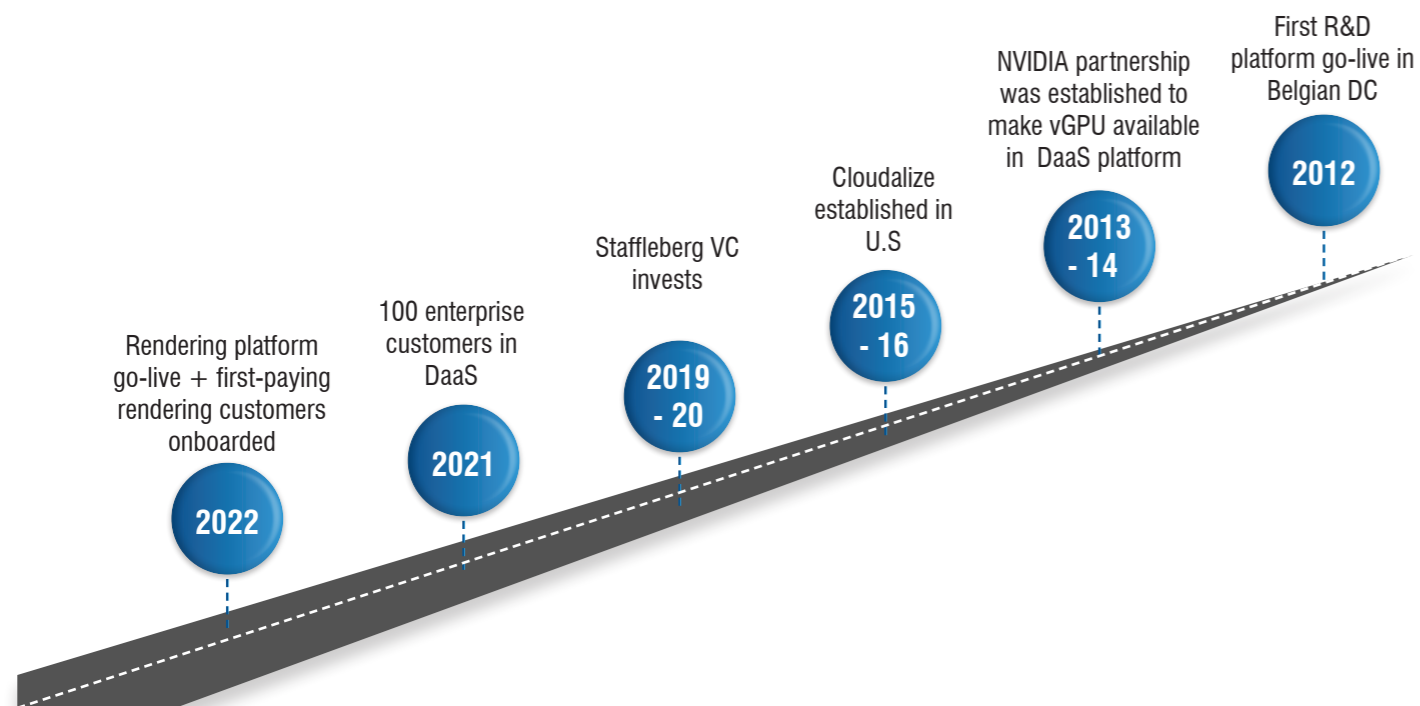 Rendering platform
go-live + first-paying
rendering customers
onboarded
2022
100 enterprise
customers in
DaaS
2021
Staffleberg VC
invests
2019
- 20
Cloudalize
established in
U.S
2015
- 16
NVIDIA partnership
was established to
make vGPU available
in DaaS platform
2013
- 14
First R&D
platform go-live in
Belgian DC
2012